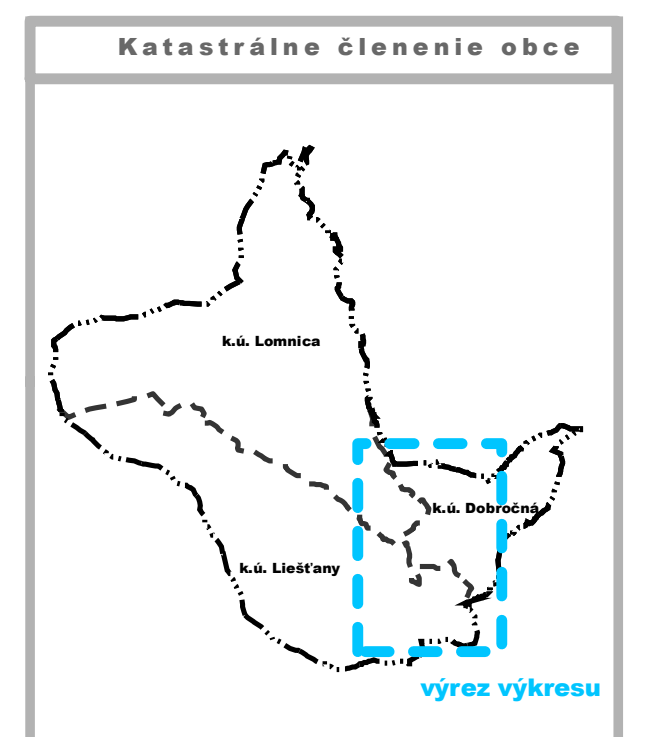 Katastrálne členenie obce
k.ú. Lomnica
k.ú. Dobročná
k.ú. Liešťany
výrez výkresu